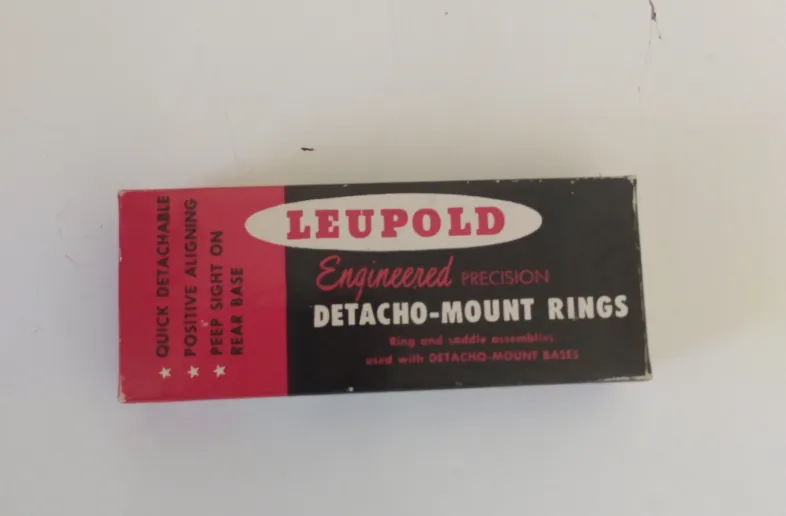 QUICK DETACHABLE
POSITIVE ALIGNING
PEEP SIGHT ON
REAR BASE
LEUPOLD
Engineered PRECISION
DETACHO-MOUNT RINGS
Ring and saddle assemblies
used with DETACHO-MOUNT BASES